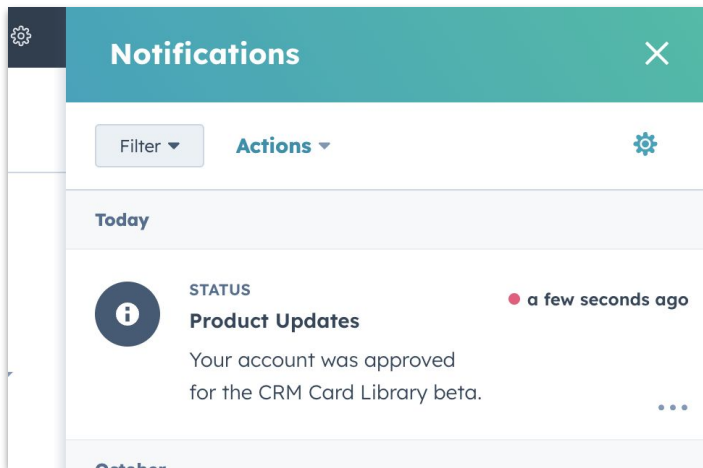 Notifications
Filter
Actions
Today
STATUS
Product Updates
a few seconds ago
Your account was approved
for the CRM Card Library beta.
October